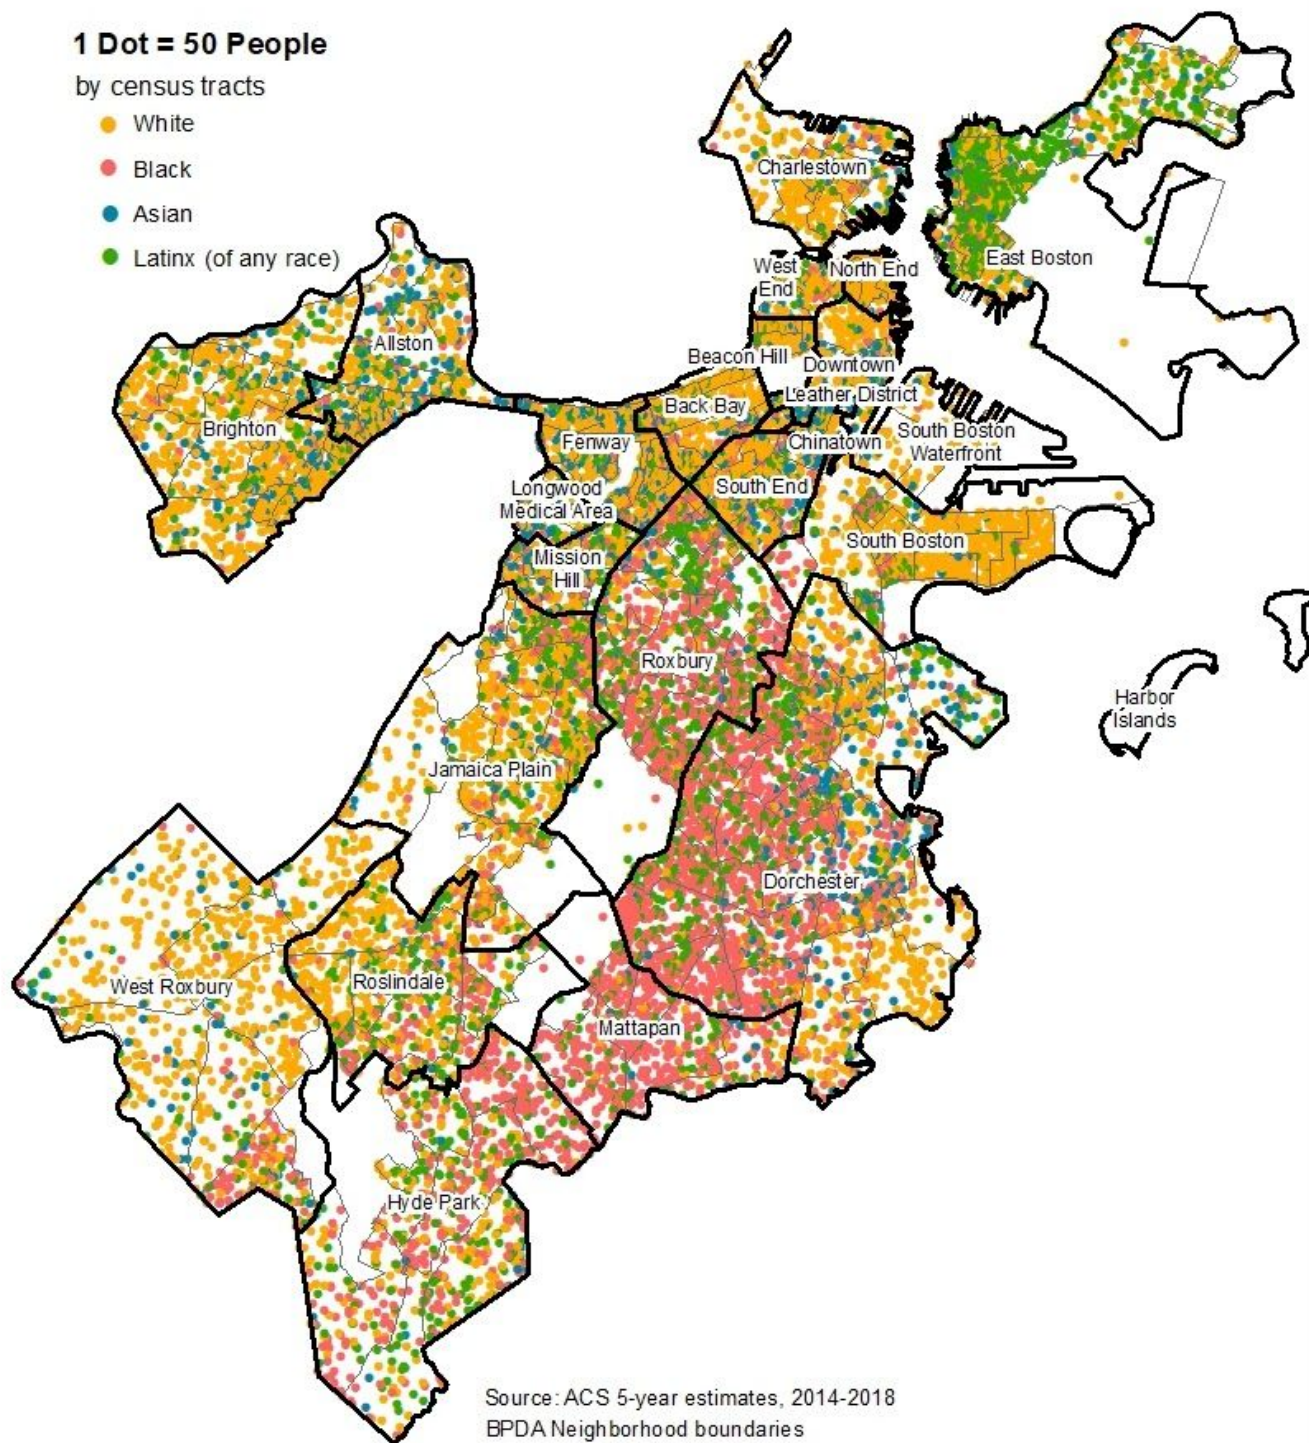 1 Dot = 50 People
by census tracts
White
Black
Asian
Latinx (of any race)
Charlestown
West
End
North End
East Boston
Allston
Beacon Hill
Downtown
Back Bay
Leather District
Brighton
Fenway
Chinatown
South Boston
Waterfront
Longwood
Medical Area
South End
South Boston
Mission
Hill
Roxbury
Harbor
Islands
Jamaica Plain
Dorchester
West Roxbury
Roslindale
Mattapan
Hyde Park
Source: ACS 5-year estimates, 2014-2018
BPDA Neighborhood boundaries